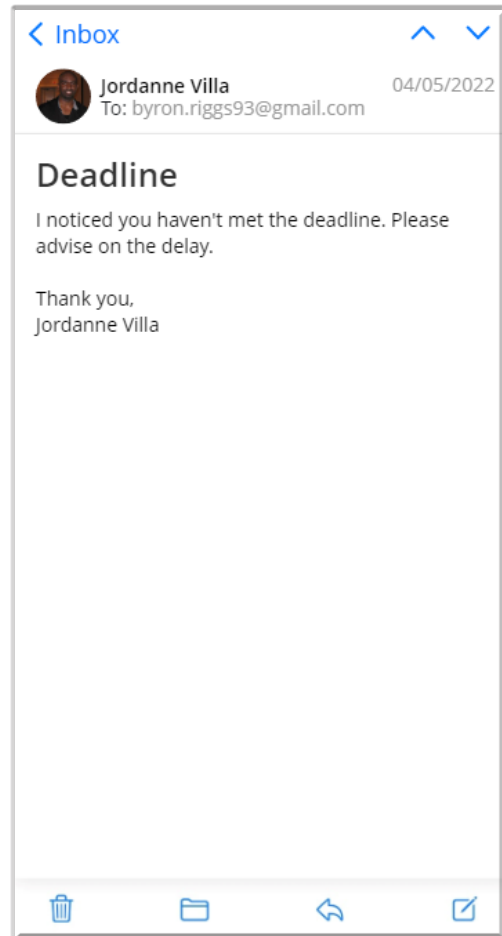 Inbox
Jordanne Villa
04/05/2022
To: byron.riggs93@gmail.com
Deadline
I noticed you haven't met the deadline. Please
advise on the delay.
Thank you,
Jordanne Villa